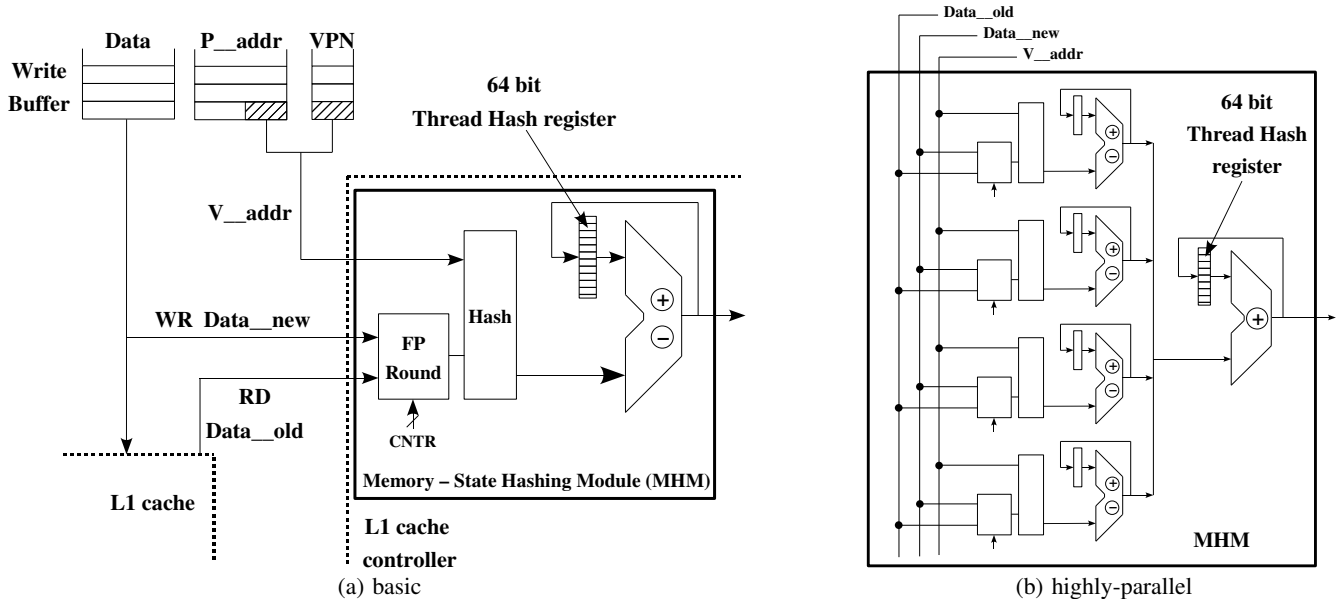 Data P__addr VPN
Write
Buffer
64 bit
Thread Hash register
V__addr
WR Data__new
RD
Data__old
FP
Round
CNTR
Hash
+
−
Memory – State Hashing Module (MHM)
L1 cache
L1 cache
controller
(a) basic
Data__old
Data__new
V__addr
+
−
+
−
+
−
+
−
64 bit
Thread Hash
register
+
MHM
(b) highly-parallel